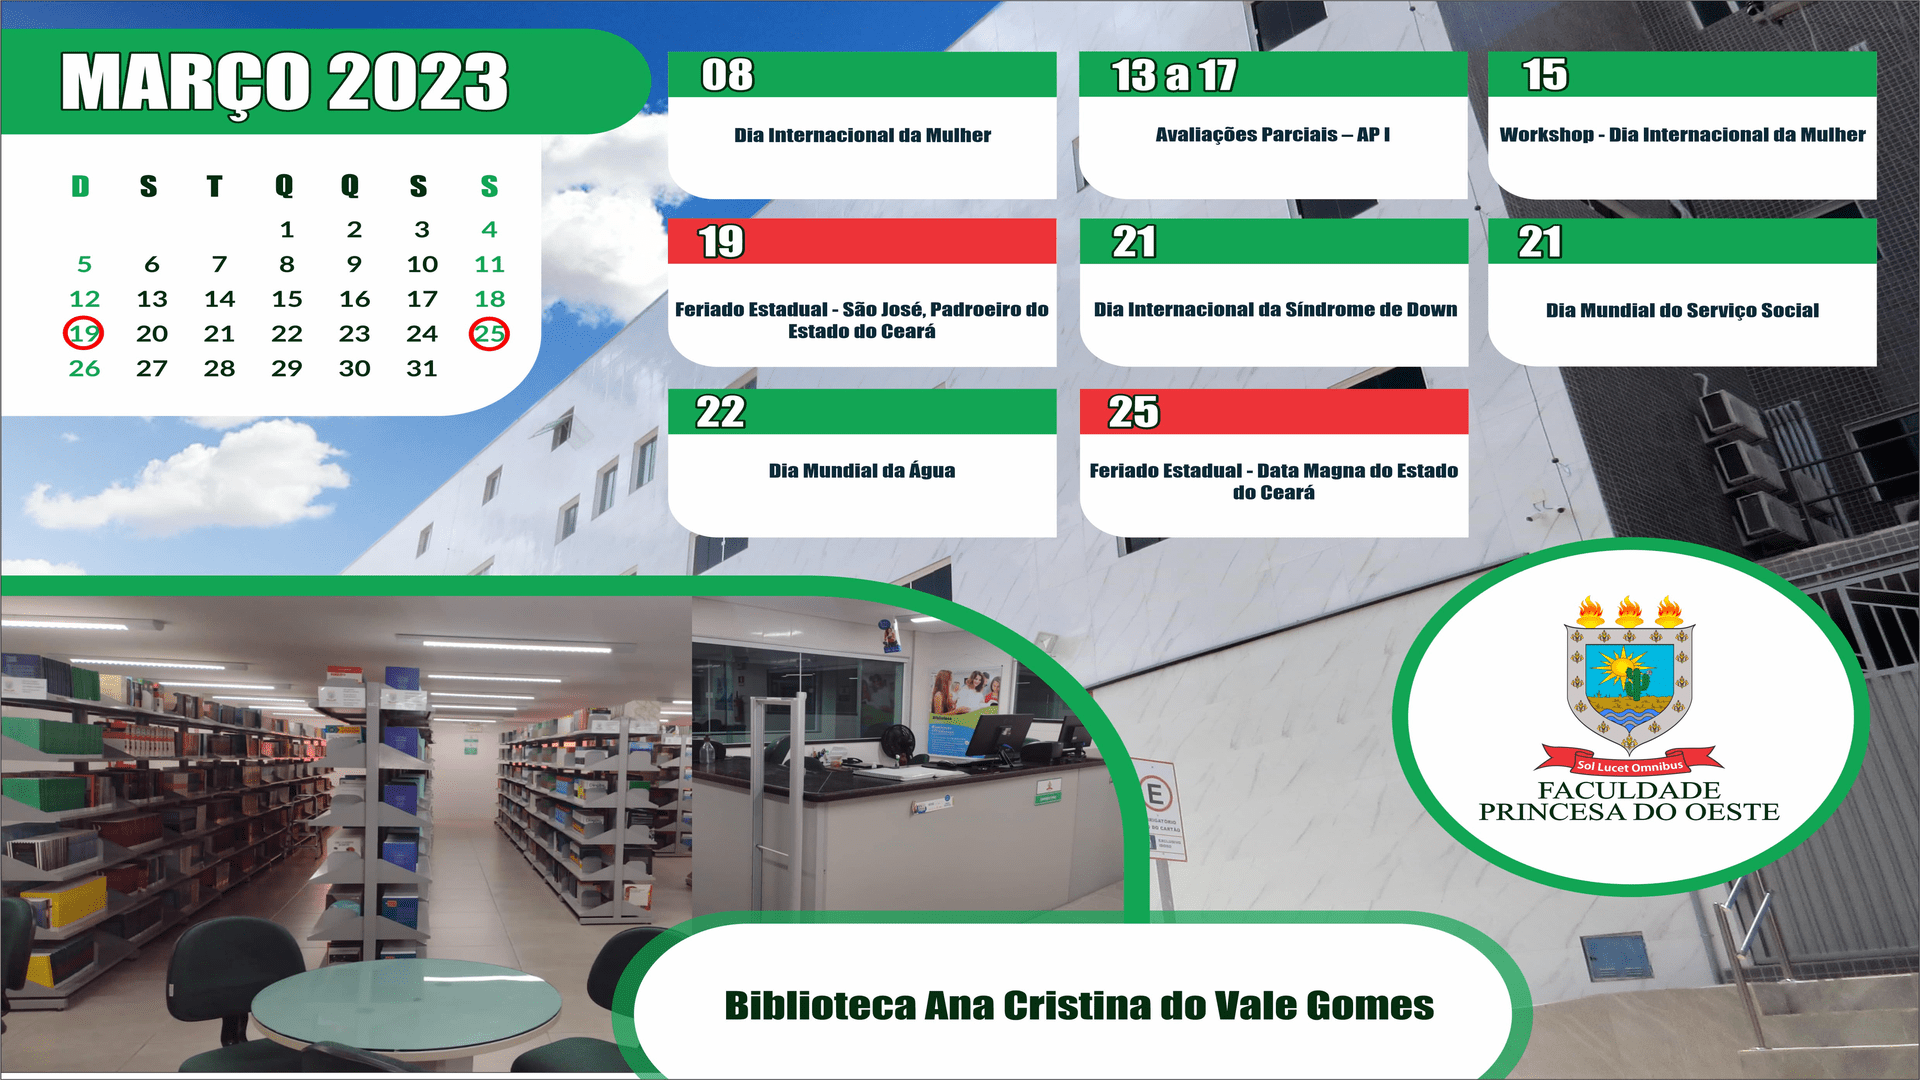 MARÇO 2023
D S T Q Q S S
1 2 3 4
5 6 7 8 9 10 11
12 13 14 15 16 17 18
19 20 21 22 23 24 25
26 27 28 29 30 31
08
Dia Internacional da Mulher
13 a 17
Avaliações Parciais – AP I
15
Workshop - Dia Internacional da Mulher
19
Feriado Estadual - São José, Padroeiro do
Estado do Ceará
21
Dia Internacional da Síndrome de Down
21
Dia Mundial do Serviço Social
22
Dia Mundial da Água
25
Feriado Estadual - Data Magna do Estado
do Ceará
Sol Lucet Omnibus
FACULDADE
PRINCESA DO OESTE
E
DE CARTÃO
Biblioteca Ana Cristina do Vale Gomes